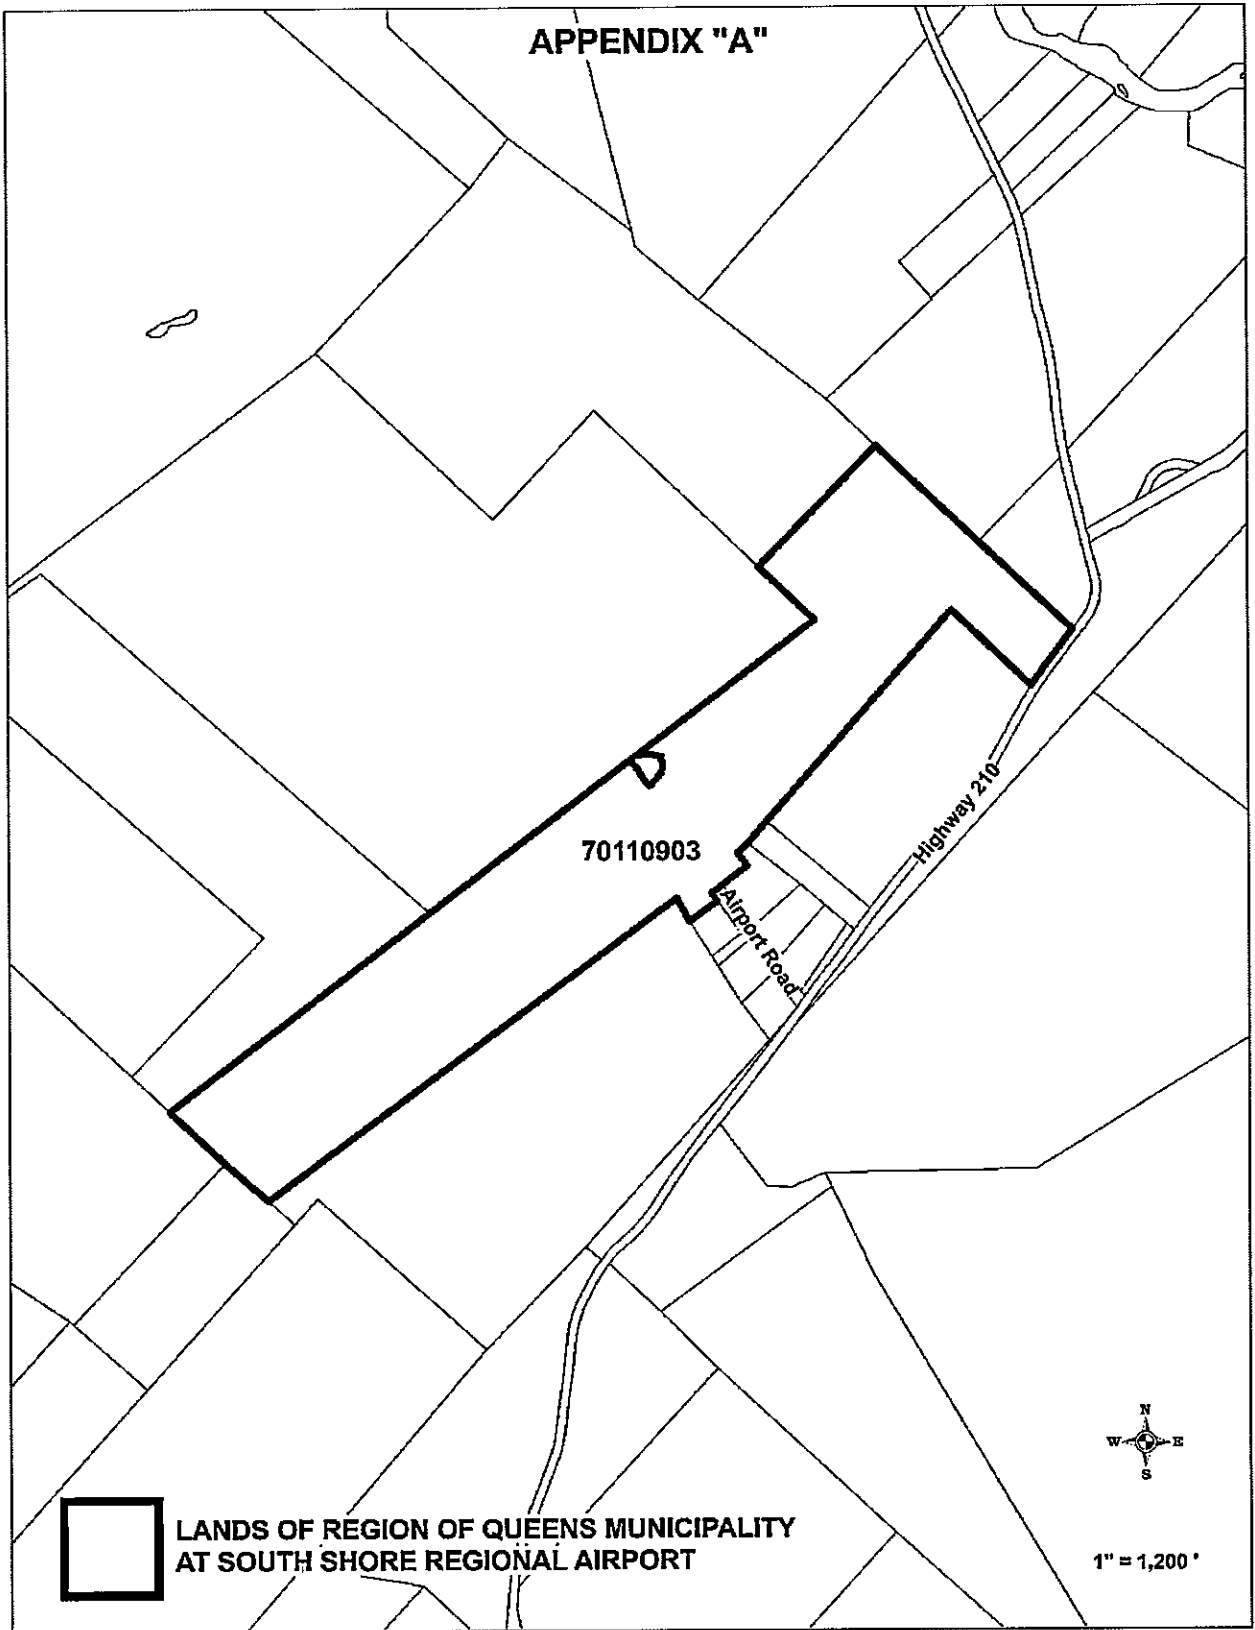 APPENDIX "A"
70110903
Highway 210
Airport Road
N
W E
S
LANDS OF REGION OF QUEENS MUNICIPALITY
AT SOUTH SHORE REGIONAL AIRPORT
1" = 1,200 '